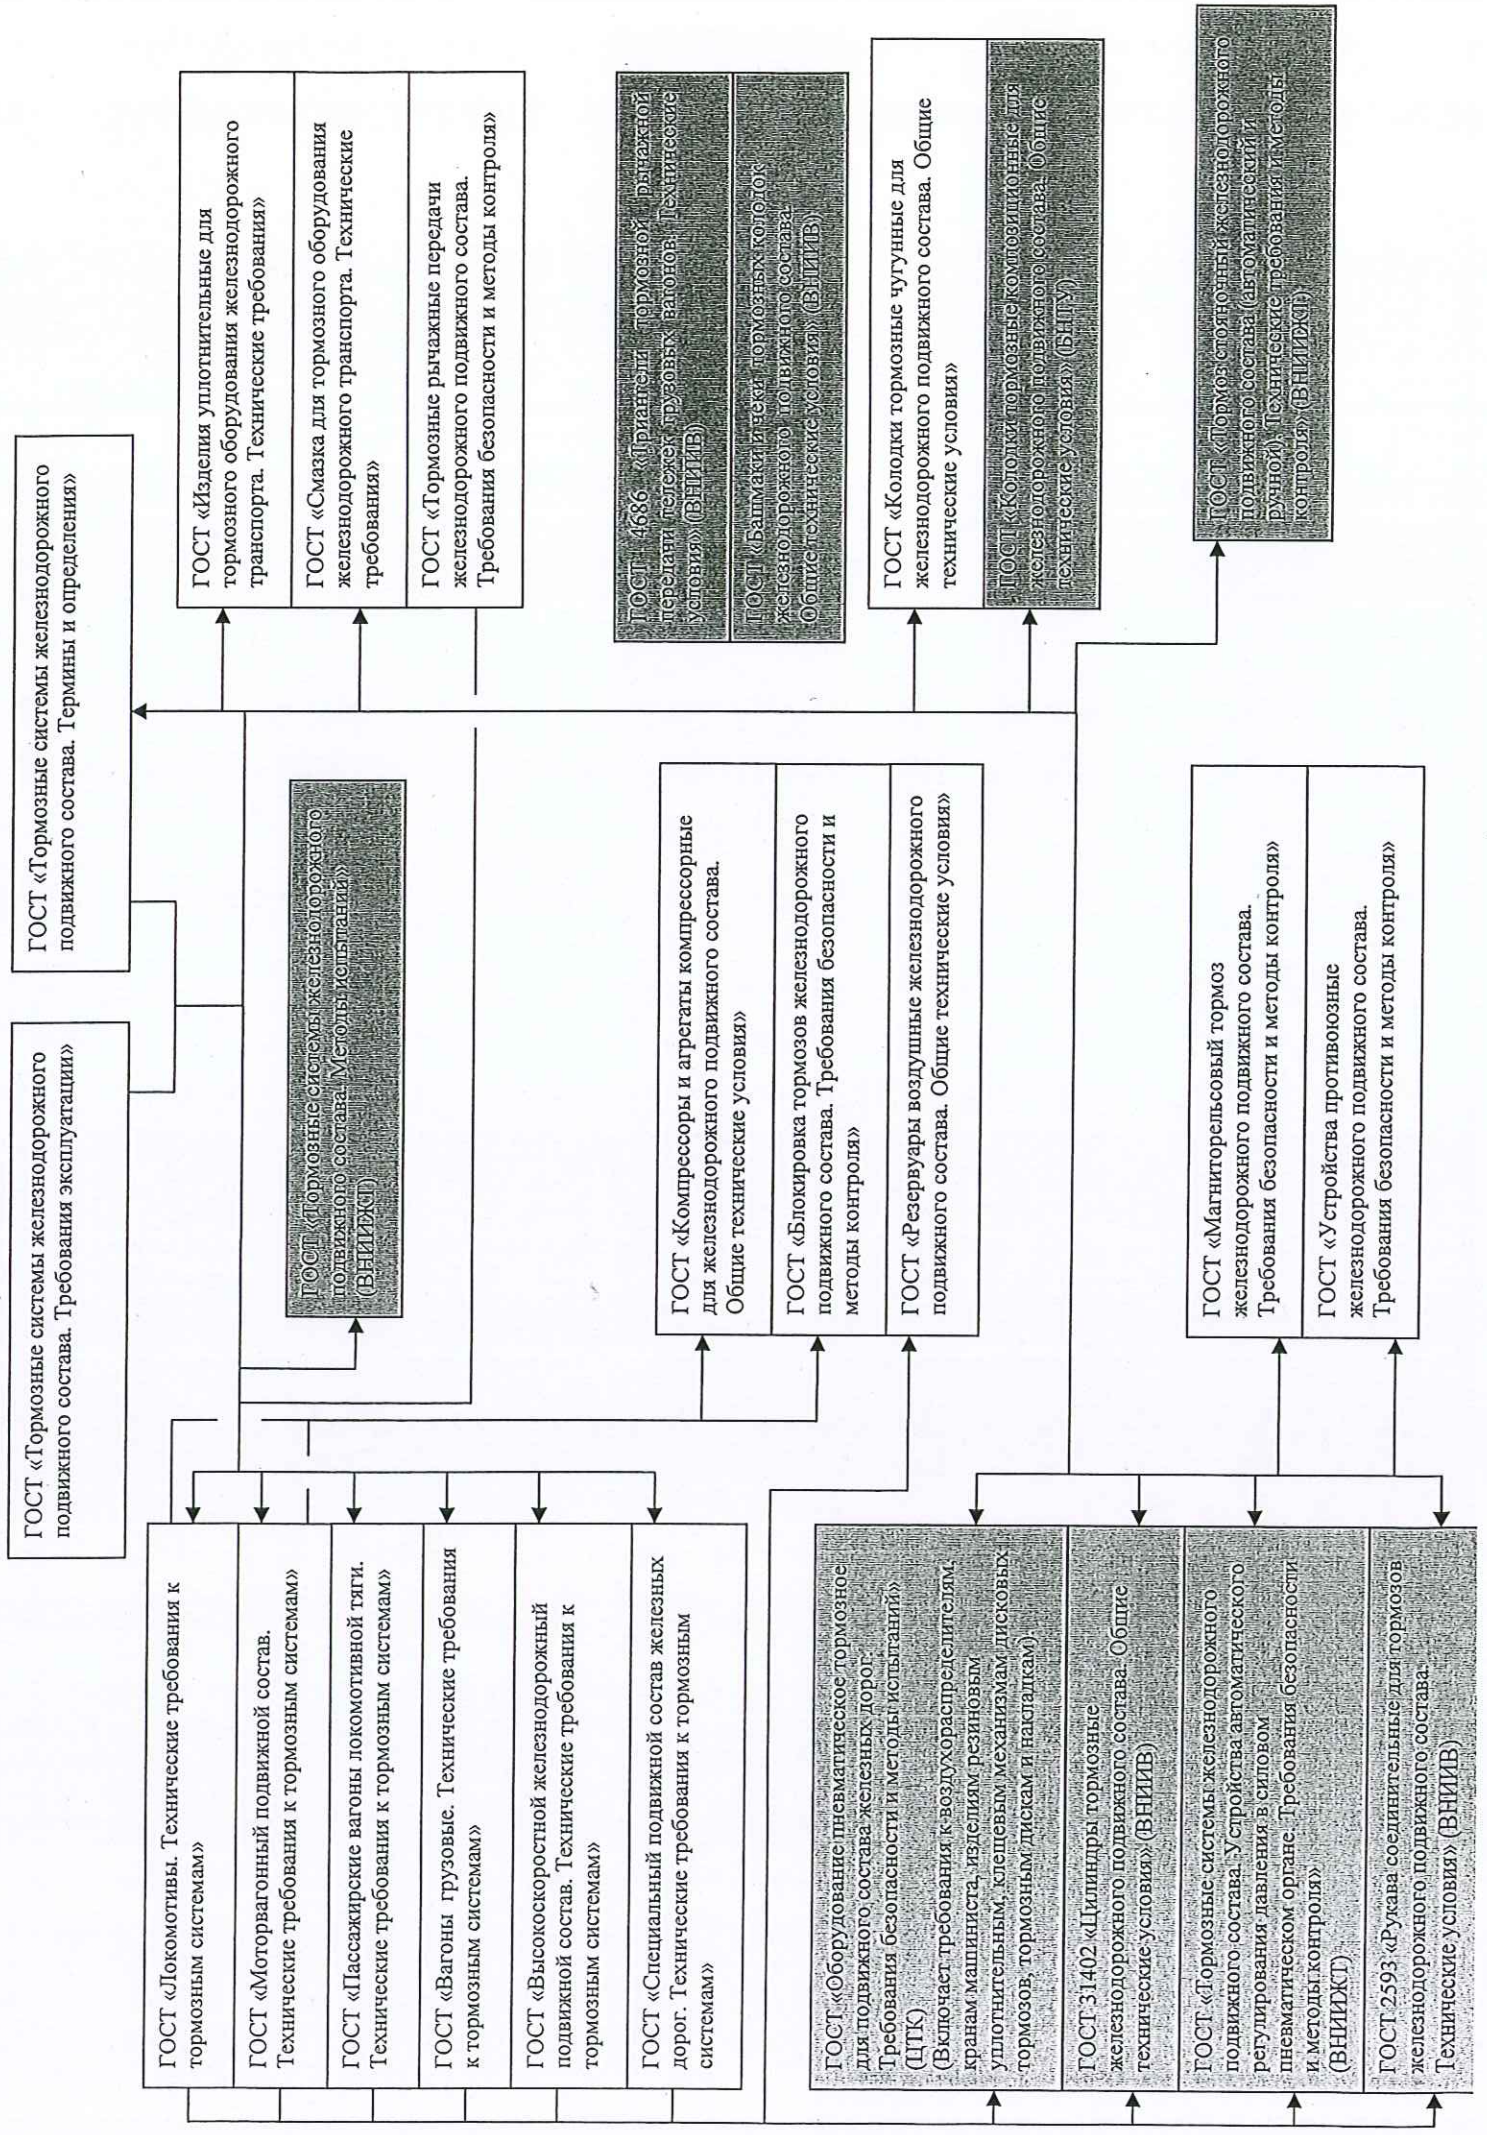 ГОСТ «Тормозные системы железнодорожного
подвижного состава. Требования эксплуатации»
ГОСТ «Тормозные системы железнодорожного
подвижного состава. Термины и определения»
ГОСТ «Локомотивы. Технические требования к
тормозным системам»
ГОСТ «Моторвагонный подвижной состав.
Технические требования к тормозным системам»
ГОСТ «Пассажирские вагоны локомотивной тяги.
Технические требования к тормозным системам»
ГОСТ «Вагоны грузовые. Технические требования
к тормозным системам»
ГОСТ «Высокоскоростной железнодорожный
подвижной состав. Технические требования к
тормозным системам»
ГОСТ «Специальный подвижной состав железных
дорог. Технические требования к тормозным
системам»
ГОСТ «Тормозные системы железнодорожного
подвижного состава. Методы испытаний»
(ВНИИЖТ)
ГОСТ «Изделия уплотнительные для
тормозного оборудования железнодорожного
транспорта. Технические требования»
ГОСТ «Смазка для тормозного оборудования
железнодорожного транспорта. Технические
требования»
ГОСТ «Тормозные рычажные передачи
железнодорожного подвижного состава.
Требования безопасности и методы контроля»
ГОСТ «Компрессоры и агрегаты компрессорные
для железнодорожного подвижного состава.
Общие технические условия»
ГОСТ «Блокировка тормозов железнодорожного
подвижного состава. Требования безопасности и
методы контроля»
ГОСТ «Резервуары воздушные железнодорожного
подвижного состава. Общие технические условия»
ГОСТ 4686 «Триангели тормозной рычажной
передачи тележек грузовых вагонов. Технические
условия» (ВНИИВ)
ГОСТ «Башмаки и чеки тормозных колодок
железнодорожного подвижного состава.
Общие технические условия» (ВНИИВ)
ГОСТ «Оборудование пневматическое тормозное
для подвижного состава железных дорог.
Требования безопасности и методы испытаний»
(ЦТК)
(Включает требования к воздухораспределителям,
кранам машиниста, изделиям резиновым
уплотнительным, клещевым механизмам дисковых
тормозов, тормозным дискам и накладкам).
ГОСТ 31402 «Цилиндры тормозные
железнодорожного подвижного состава. Общие
технические условия» (ВНИИВ)
ГОСТ «Тормозные системы железнодорожного
подвижного состава. Устройства автоматического
регулирования давления в силовом
пневматическом органе. Требования безопасности
и методы контроля»
(ВНИИЖТ)
ГОСТ 2593 «Рукава соединительные для тормозов
железнодорожного подвижного состава.
Технические условия» (ВНИИВ)
ГОСТ «Магниторельсовый тормоз
железнодорожного подвижного состава.
Требования безопасности и методы контроля»
ГОСТ «Устройства противоюзные
железнодорожного подвижного состава.
Требования безопасности и методы контроля»
ГОСТ «Колодки тормозные чугунные для
железнодорожного подвижного состава. Общие
технические условия»
ГОСТ «Колодки тормозные композиционные для
железнодорожного подвижного состава. Общие
технические условия»
ГОСТ «Тормоз стояночный железнодорожного
подвижного состава (автоматический и
ручной). Технические требования и методы
контроля» (ВНИИЖТ)